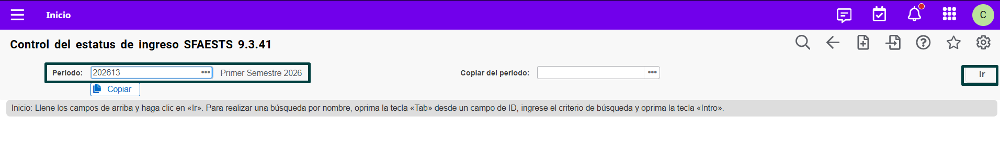 Inicio
C
Control del estatus de ingreso SFAESTS 9.3.41
Periodo: 202613 ••• Primer Semestre 2026 Copiar del periodo: ••• Ir
Copiar
Inicio: Llene los campos de arriba y haga clic en «Ir». Para realizar una búsqueda por nombre, oprima la tecla «Tab» desde un campo de ID, ingrese el criterio de búsqueda y oprima la tecla «Intro».